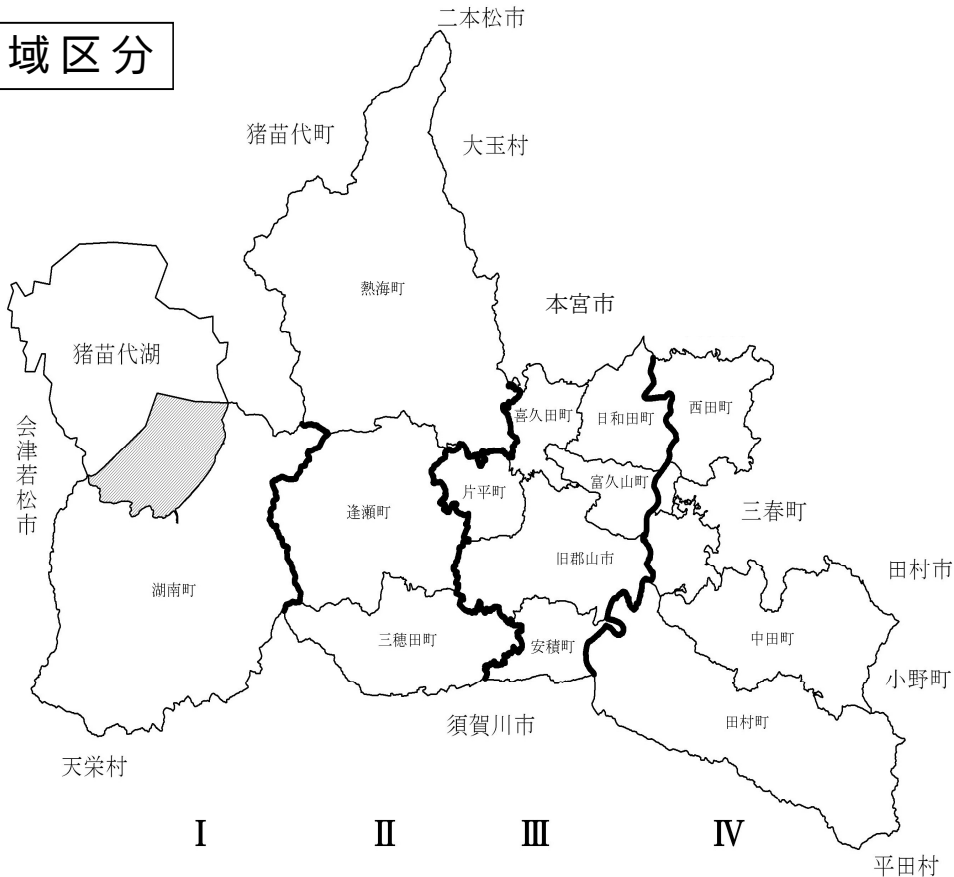 域区分
二本松市
猪苗代町
大玉村
熱海町
本宮市
猪苗代湖
喜久田町
日和田町
西田町
会津若松市
片平町
富久山町
逢瀬町
三春町
旧郡山市
田村市
湖南町
三穂田町
安積町
中田町
小野町
須賀川市
田村町
天栄村
Ⅰ
Ⅱ
Ⅲ
Ⅳ
平田村